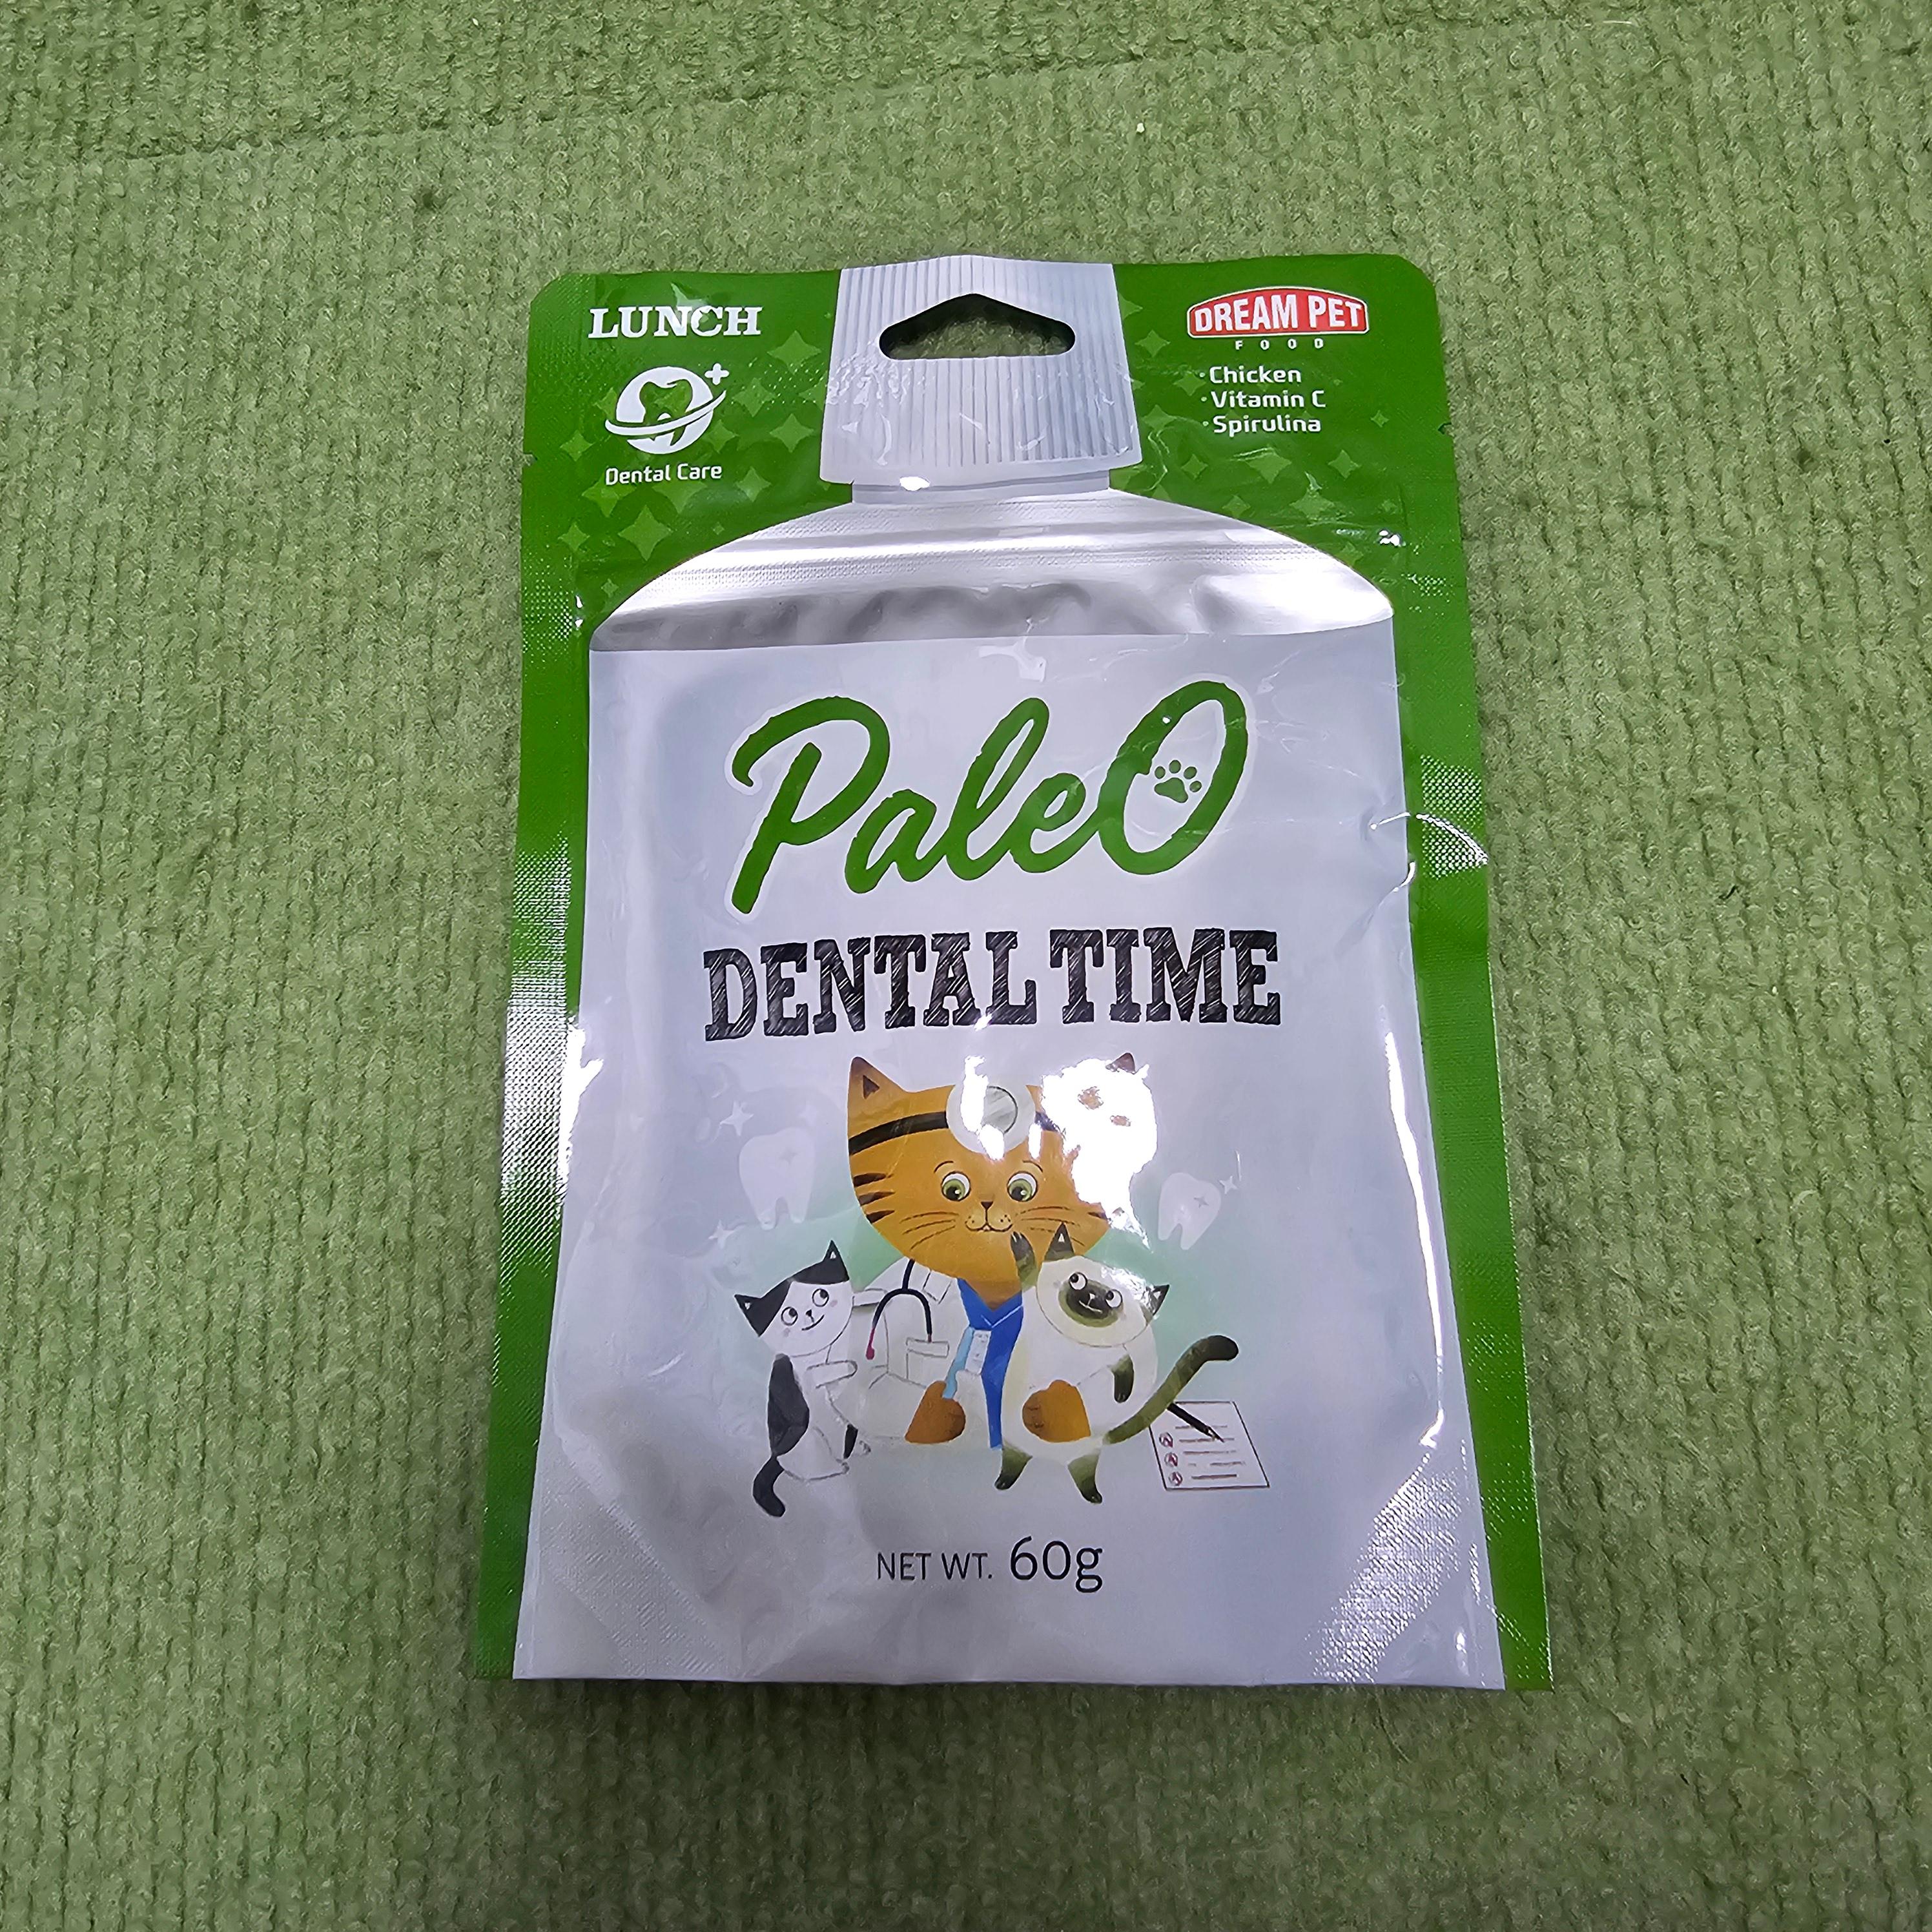 LUNCH
Dental Care
DREAM PET
FOOD
· Chicken
· Vitamin C
· Spirulina
PaleO
DENTAL TIME
NET WT. 60g